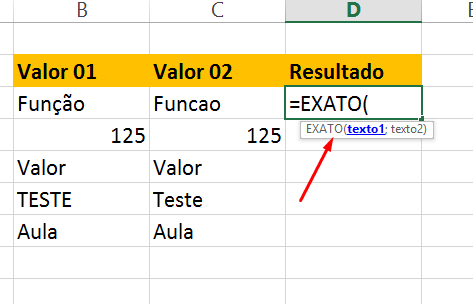 B C D E
Valor 01 Valor 02 Resultado
Função Funcao =EXATO(
EXATO(texto1; texto2)
125 125
Valor Valor
TESTE Teste
Aula Aula